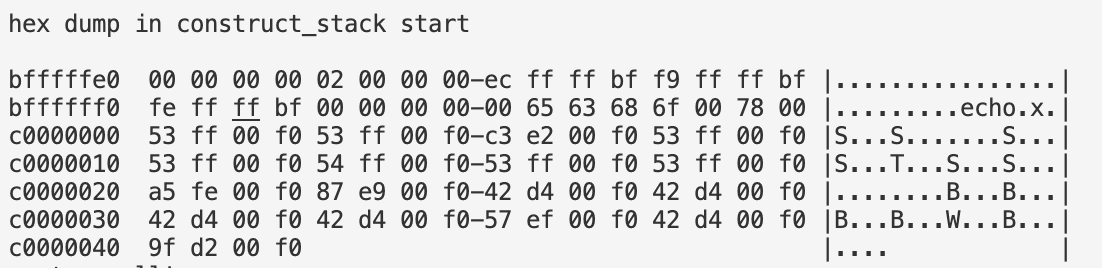 hex dump in construct_stack start
bfffffe0  00 00 00 00 02 00 00 00-ec ff ff bf f9 ff ff bf |................|
bffffff0  fe ff ff bf 00 00 00 00-00 65 63 68 6f 00 78 00 |.........echo.x.|
c0000000  53 ff 00 f0 53 ff 00 f0-c3 e2 00 f0 53 ff 00 f0 |S...S.......S...|
c0000010  53 ff 00 f0 54 ff 00 f0-53 ff 00 f0 53 ff 00 f0 |S...T...S...S...|
c0000020  a5 fe 00 f0 87 e9 00 f0-42 d4 00 f0 42 d4 00 f0 |........B...B...|
c0000030  42 d4 00 f0 42 d4 00 f0-57 ef 00 f0 42 d4 00 f0 |B...B...W...B...|
c0000040  9f d2 00 f0                                     |....            |